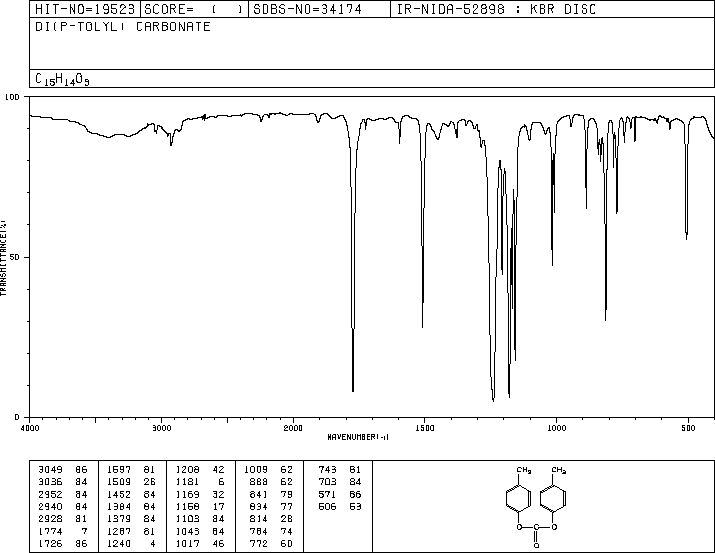 HIT-NO=19523 SCORE= ( ) SDBS-NO=34174 IR-NIDA-52898 : KBR DISC
DI(P-TOLYL) CARBONATE
C15H14O3
100
TRANSMITTANCE(%)
50
0
4000 3000 2000 1500 1000 500
WAVENUMBER(-1)
3049 86 1597 81 1208 42 1009 62 743 81
3036 84 1509 26 1181 6 888 62 703 84
2952 84 1452 84 1169 32 841 79 571 86
2940 84 1384 84 1158 17 834 77 506 53
2928 81 1379 84 1103 84 814 28
1774 7 1287 81 1043 84 784 74
1726 86 1240 4 1017 46 772 60
CH3 CH3
O C O
O